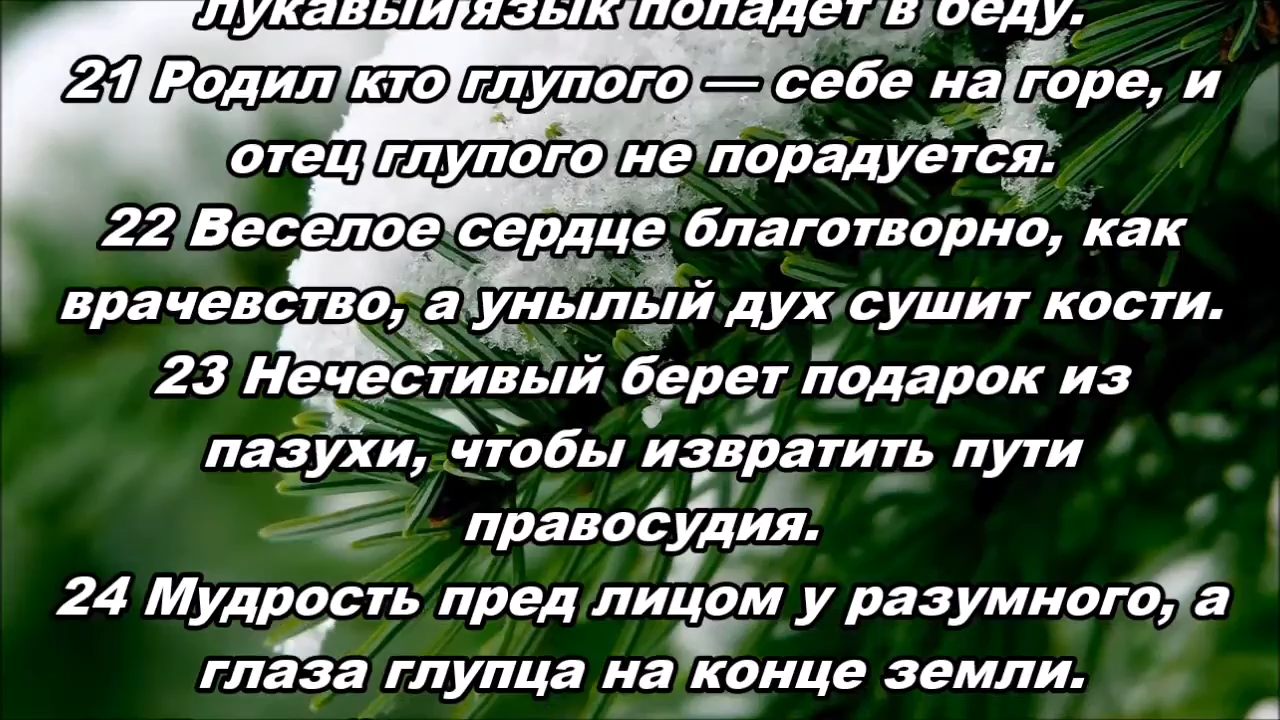 лукавый язык попадет в беду.
21 Родил кто глупого — себе на горе, и
отец глупого не порадуется.
22 Веселое сердце благотворно, как
врачевство, а унылый дух сушит кости.
23 Нечестивый берет подарок из
пазухи, чтобы извратить пути
правосудия.
24 Мудрость пред лицом у разумного, а
глаза глупца на конце земли.